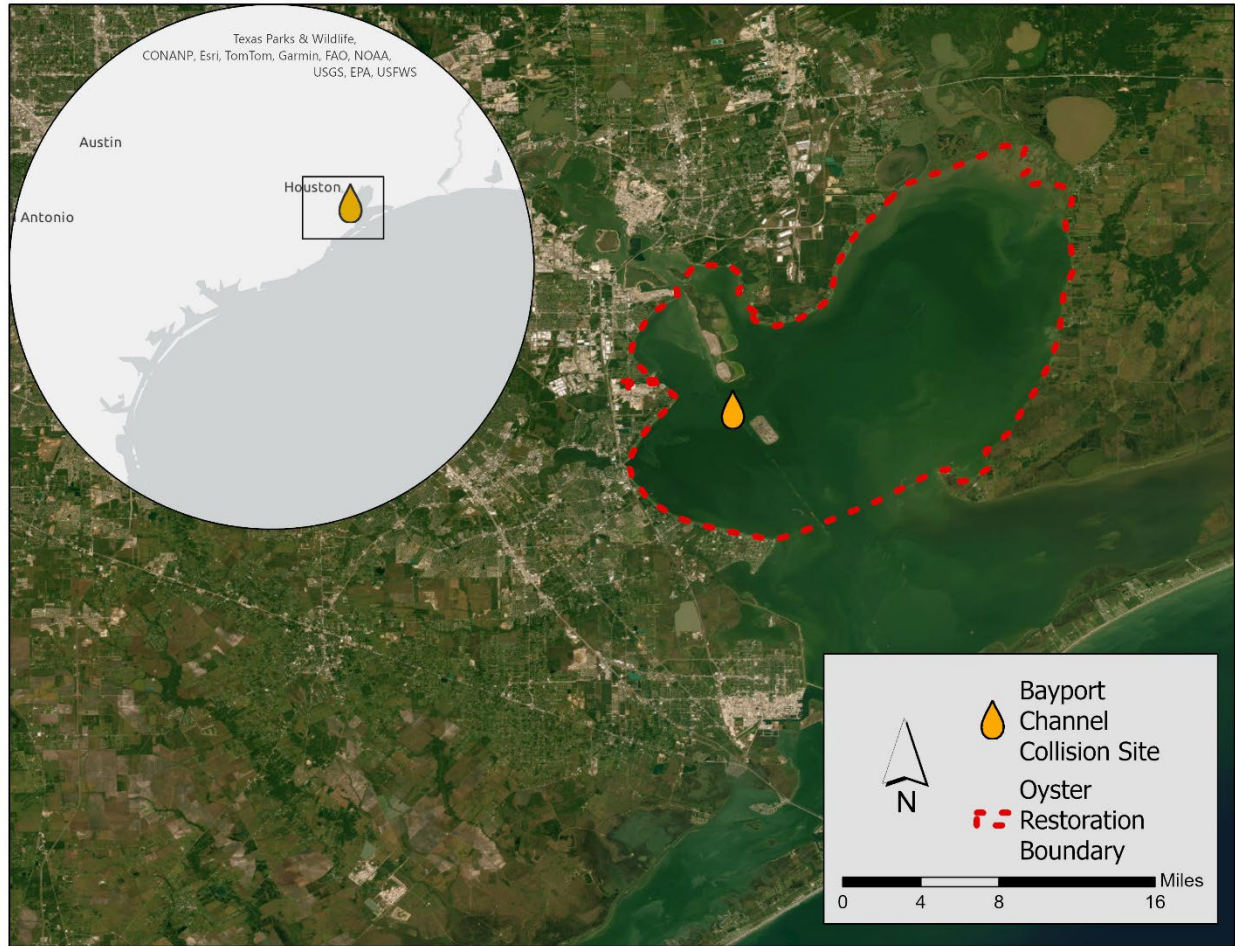 Texas Parks & Wildlife,
CONANP, Esri, TomTom, Garmin, FAO, NOAA,
USGS, EPA, USFWS
Austin
Houston
Antonio
Bayport
Channel
Collision Site
Oyster
Restoration
Boundary
N
Miles
0 4 8 16